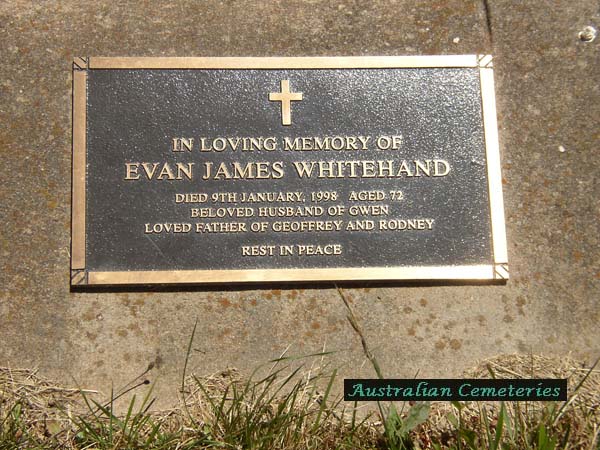 IN LOVING MEMORY OF
EVAN JAMES WHITEHAND
DIED 9TH JANUARY, 1998 AGED 72
BELOVED HUSBAND OF GWEN
LOVED FATHER OF GEOFFREY AND RODNEY
REST IN PEACE
Australian Cemeteries